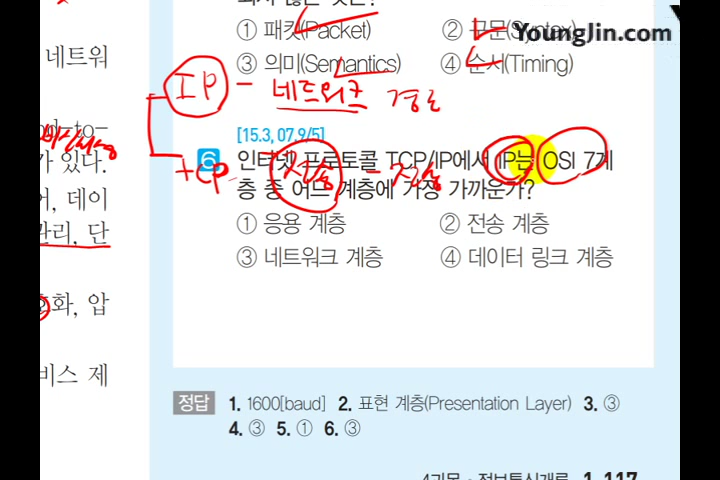 ① 패킷(Packet) ② 구문(Syntax)
YoungJin.com
네트워
③ 의미(Semantics) ④ 순서(Timing)
IP - 네트워크
[15.3, 07.9/5]
6 인터넷 프로토콜 TCP/IP에서 IP는 OSI 7계
가 있다.
TCP - 전송 - 전송
층 중 어느 계층에 가장 가까운가?
어, 데이
① 응용 계층 ② 전송 계층
관리, 단
③ 네트워크 계층 ④ 데이터 링크 계층
화, 압
비스 제
정답 1. 1600[baud] 2. 표현 계층(Presentation Layer) 3. ③
4. ③ 5. ① 6. ③
1-117